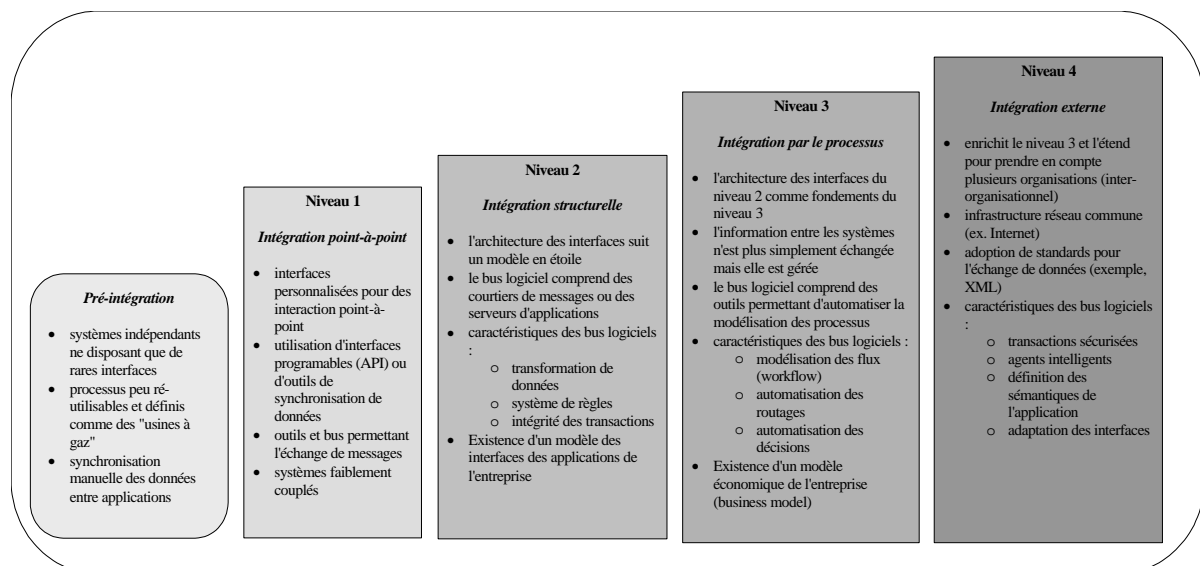 Pré-intégration
• systèmes indépendants
ne disposant que de
rares interfaces
• processus peu ré-
utilisables et définis
comme des "usines à
gaz"
• synchronisation
manuelle des données
entre applications
Niveau 1
Intégration point-à-point
• interfaces
personnalisées pour des
interaction point-à-
point
• utilisation d'interfaces
programables (API) ou
d'outils de
synchronisation de
données
• outils et bus permettant
l'échange de messages
• systèmes faiblement
couplés
Niveau 2
Intégration structurelle
• l'architecture des interfaces suit
un modèle en étoile
• le bus logiciel comprend des
courtiers de messages ou des
serveurs d'applications
• caractéristiques des bus logiciels
:
o transformation de
données
o système de règles
o intégrité des transactions
• Existence d'un modèle des
interfaces des applications de
l'entreprise
Niveau 3
Intégration par le processus
• l'architecture des interfaces du
niveau 2 comme fondements du
niveau 3
• l'information entre les systèmes
n'est plus simplement échangée
mais elle est gérée
• le bus logiciel comprend des
outils permettant d'automatiser la
modélisation des processus
• caractéristiques des bus logiciels :
o modélisation des flux
(workflow)
o automatisation des
routages
o automatisation des
décisions
• Existence d'un modèle
économique de l'entreprise
(business model)
Niveau 4
Intégration externe
• enrichit le niveau 3 et l'étend
pour prendre en compte
plusieurs organisations (inter-
organisationnel)
• infrastructure réseau commune
(ex. Internet)
• adoption de standards pour
l'échange de données (exemple,
XML)
• caractéristiques des bus logiciels
:
o transactions sécurisées
o agents intelligents
o définition des
sémantiques de
l'application
o adaptation des interfaces